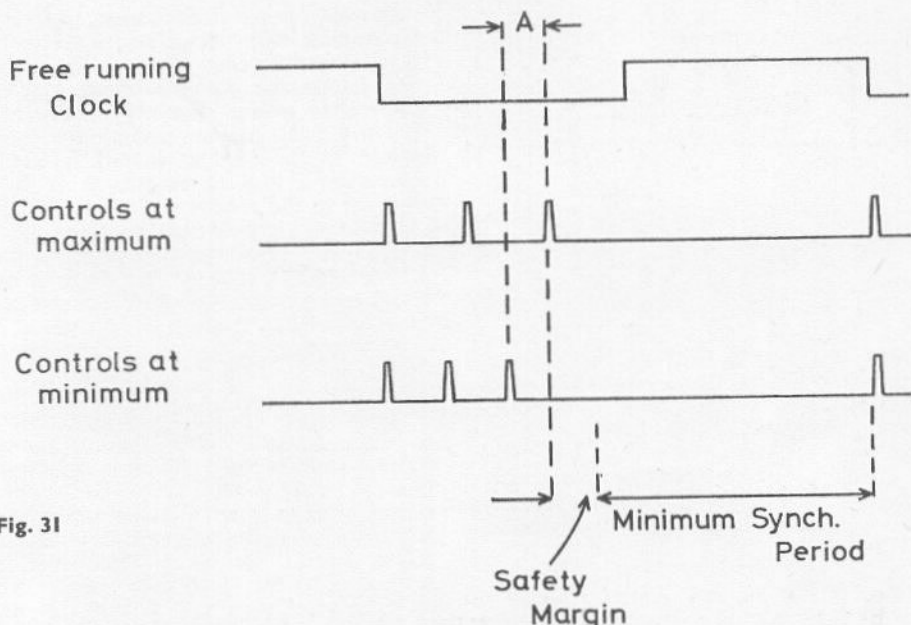 A
Free running
Clock
Controls at
maximum
Controls at
minimum
Fig. 31
Minimum Synch.
Period
Safety
Margin